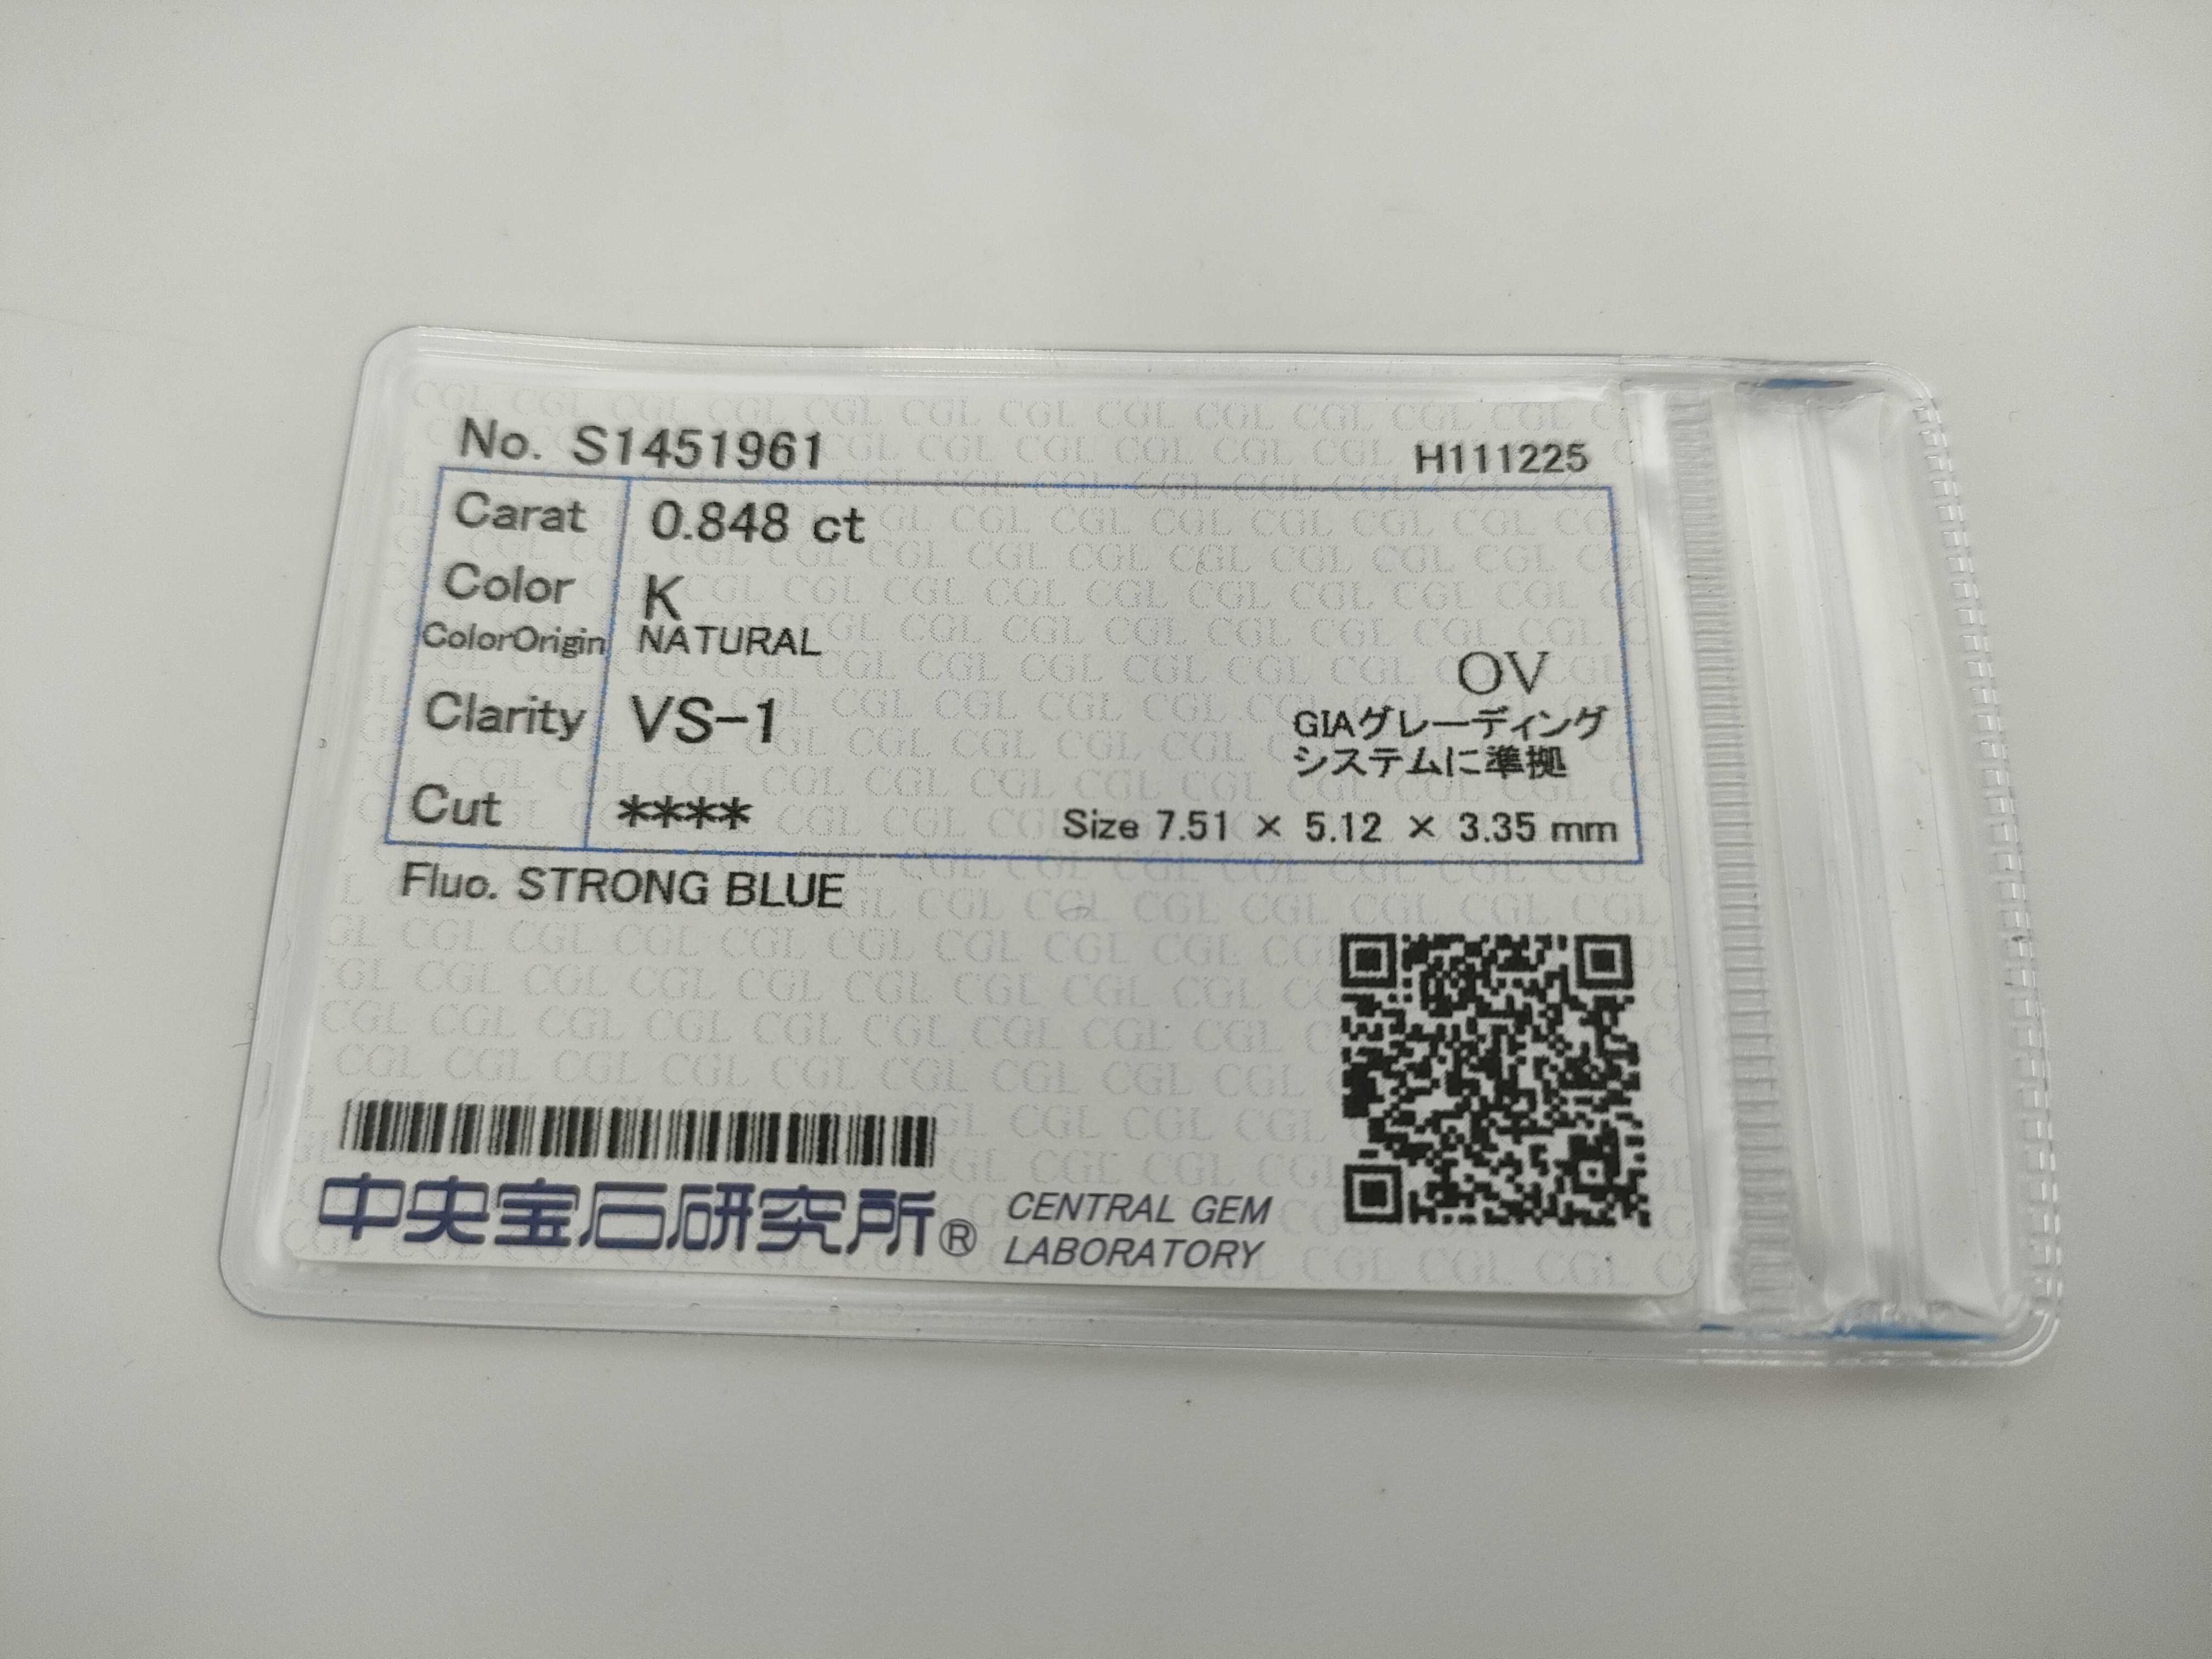 No. S1451961
H111225
Carat 0.848 ct
Color K
ColorOrigin NATURAL
OV
Clarity VS-1
GIAグレーディング
システムに準拠
Cut ****
Size 7.51 × 5.12 × 3.35 mm
Fluo. STRONG BLUE
中央宝石研究所®
CENTRAL GEM
LABORATORY
CGL